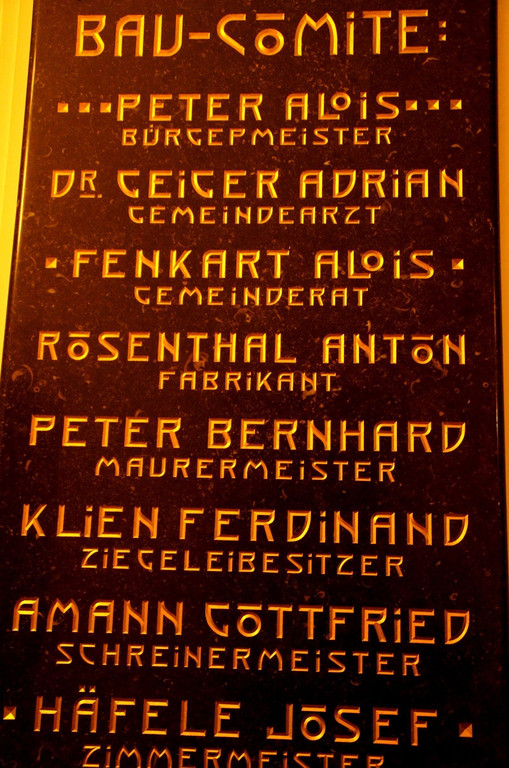 BAU-COMITE:
PETER ALOIS
BÜRGERMEISTER
DR. GEIGER ADRIAN
GEMEINDEARZT
FENKART ALOIS
GEMEINDERAT
ROSENTHAL ANTON
FABRIKANT
PETER BERNHARD
MAURERMEISTER
KLIEN FERDINAND
ZIEGELEIBESITZER
AMANN GOTTFRIED
SCHREINERMEISTER
HÄFELE JOSEF
ZIMMERMEISTER